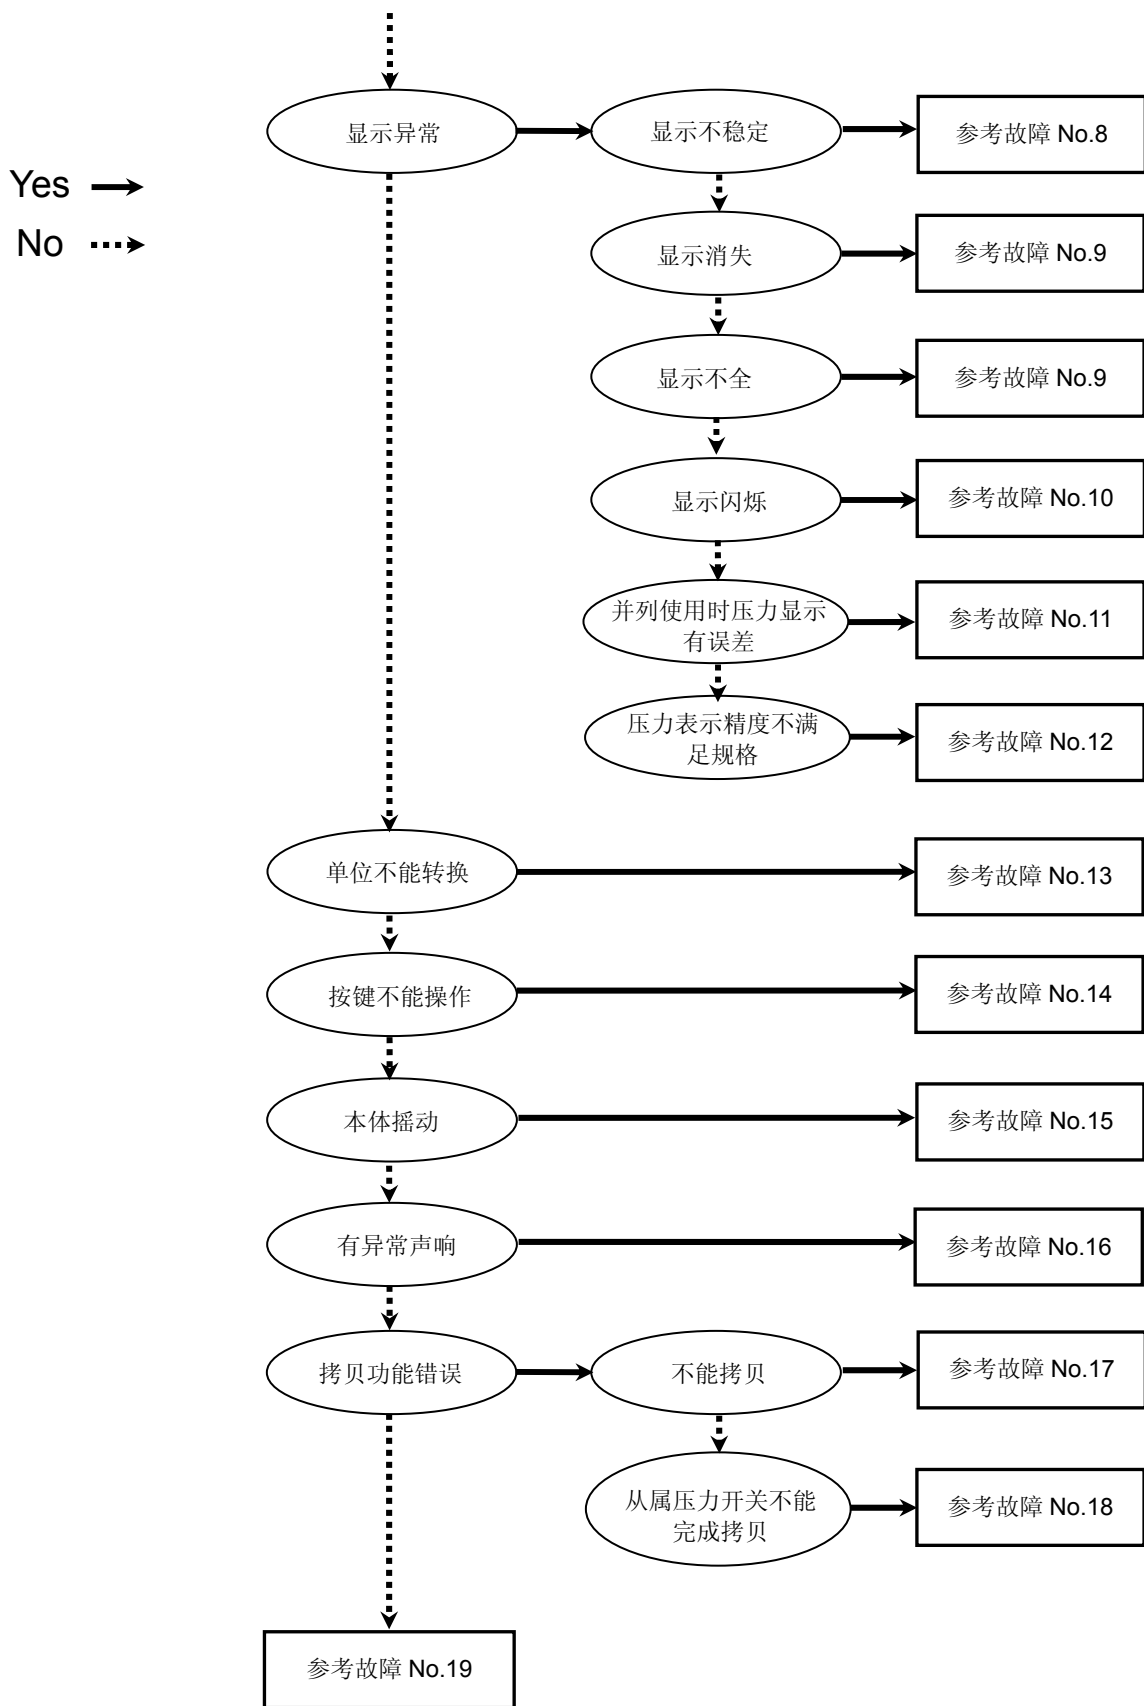 显示异常
显示不稳定
参考故障 No.8
Yes
No
显示消失
参考故障 No.9
显示不全
参考故障 No.9
显示闪烁
参考故障 No.10
并列使用时压力显示
有误差
参考故障 No.11
压力表示精度不满
足规格
参考故障 No.12
单位不能转换
参考故障 No.13
按键不能操作
参考故障 No.14
本体摇动
参考故障 No.15
有异常声响
参考故障 No.16
拷贝功能错误
不能拷贝
参考故障 No.17
从属压力开关不能
完成拷贝
参考故障 No.18
参考故障 No.19